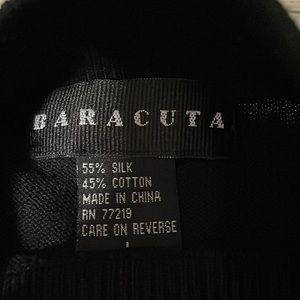 BARACUTA
55% SILK
45% COTTON
MADE IN CHINA
RN 77219
CARE ON REVERSE